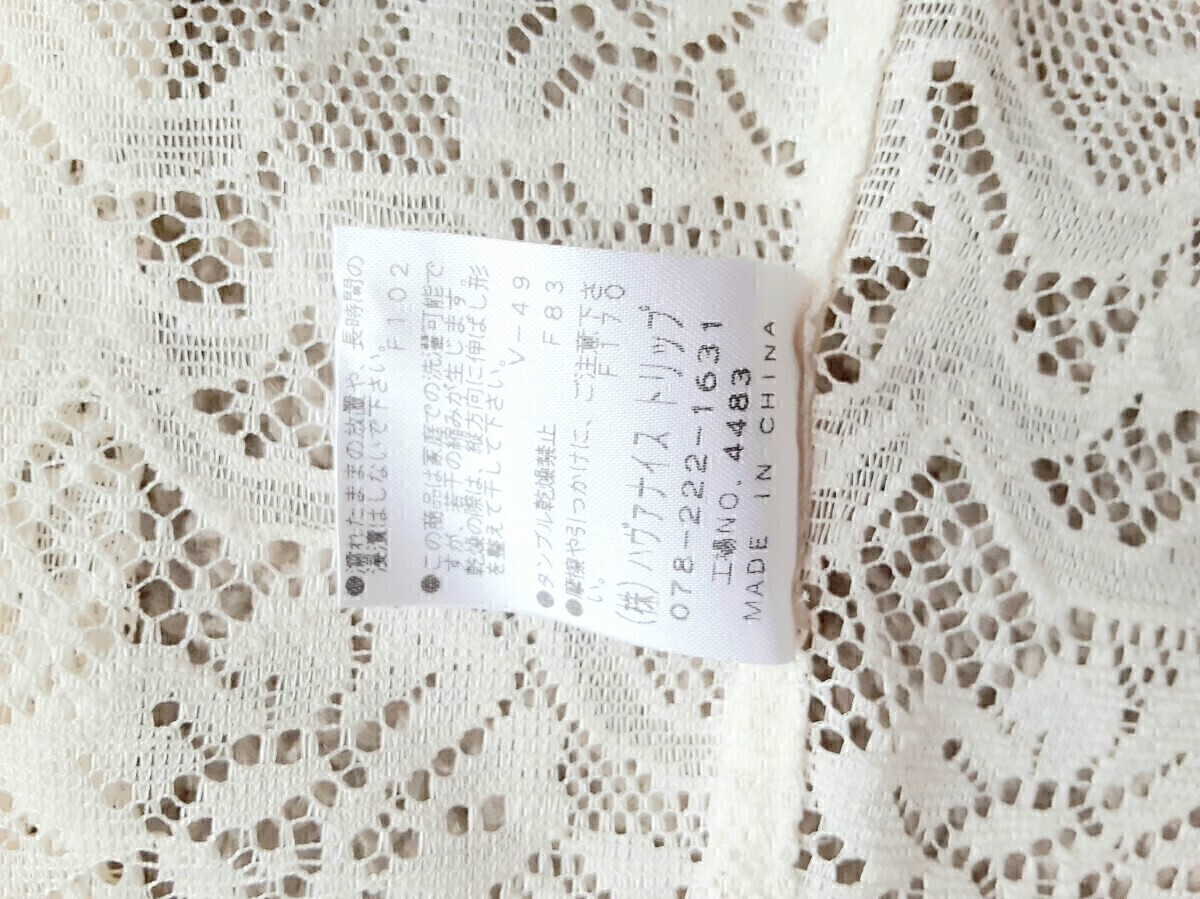 ●濡れたままの放置や、長時間の
浸漬はしないで下さい。
F102
●この商品は家庭での洗濯可能で
すが、若干の縮みが生じます。
乾燥の際は、縦方向に伸ばし形
を整えて干して下さい。
V-49
●タンブル乾燥禁止
F83
●摩擦や引っかけに、ご注意下さ
い。
F170
(株)ハヴァナイストリップ
078-222-1631
工場NO.4483
MADE IN CHINA